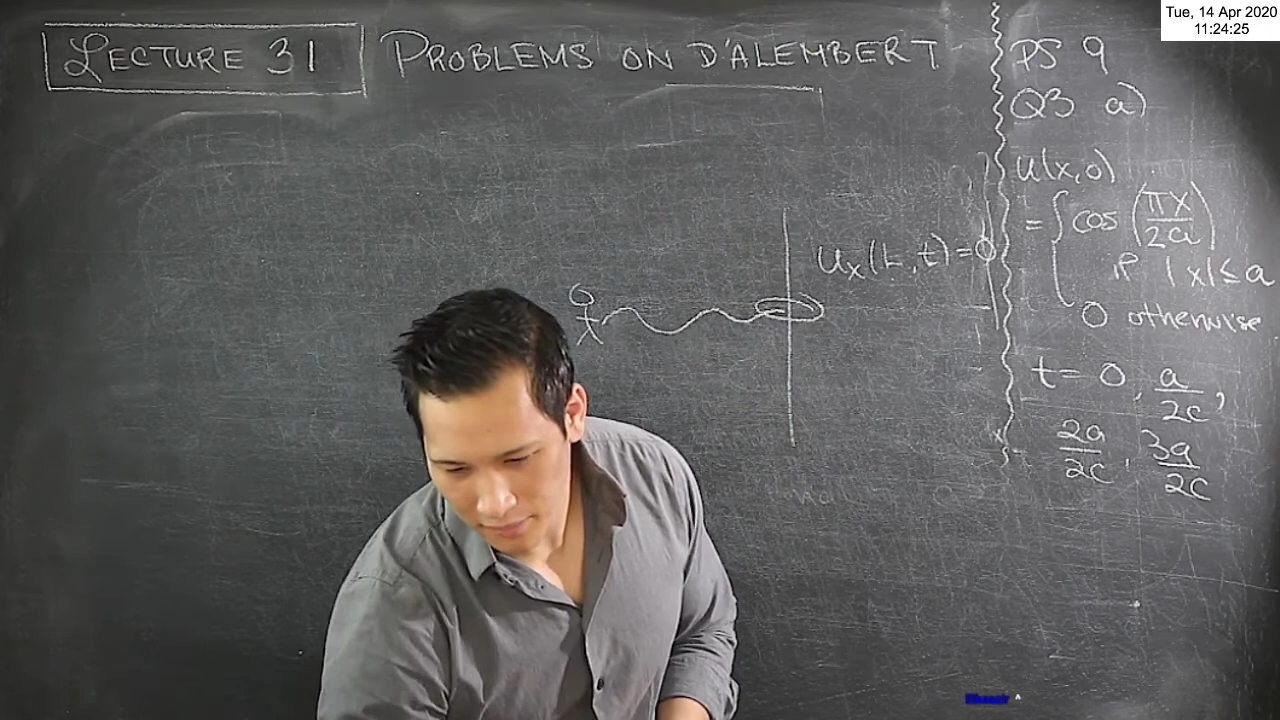 Tue, 14 Apr 2020
11:24:25
LECTURE 31
PROBLEMS ON D'ALEMBERT
u_x(L,t)=0
PS 9
Q3 a)
u(x,0)
= { cos (πx/2a)
if |x| ≤ a
0 otherwise
t= 0, a/2c,
2a/2c, 3a/2c